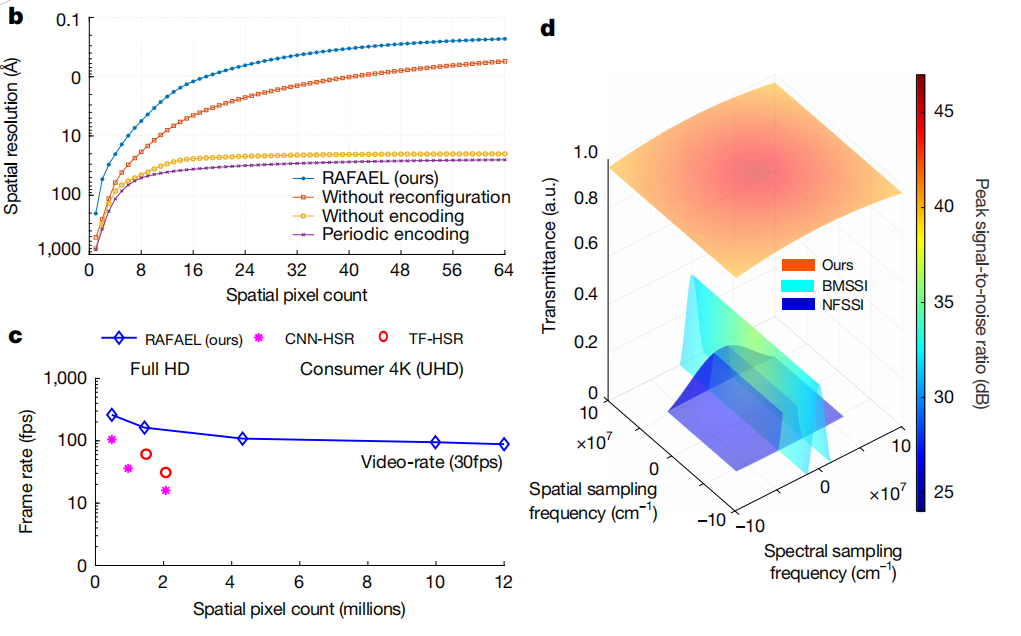 b
0.1
0
10
100
1,000
Spatial resolution (Å)
RAFAEL (ours)
Without reconfiguration
Without encoding
Periodic encoding
0 8 16 24 32 40 48 56 64
Spatial pixel count
c
RAFAEL (ours) CNN-HSR TF-HSR
Full HD Consumer 4K (UHD)
1,000
100
10
0
Frame rate (fps)
Video-rate (30fps)
0 2 4 6 8 10 12
Spatial pixel count (millions)
d
1.0
0.8
0.6
0.4
0.2
0
Transmittance (a.u.)
Ours
BMSSI
NFSSI
10
×10⁷
0
−10
Spatial sampling
frequency (cm⁻¹)
−10
0
×10⁷
10
Spectral sampling
frequency (cm⁻¹)
45
40
35
30
25
Peak signal-to-noise ratio (dB)